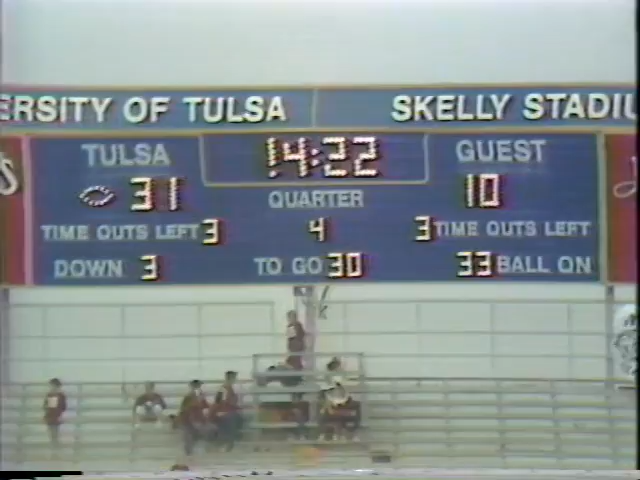 ERSITY OF TULSA SKELLY STADIU
TULSA 14:22 GUEST
31 QUARTER 10
TIME OUTS LEFT 3 4 3 TIME OUTS LEFT
DOWN 3 TO GO 30 33 BALL ON